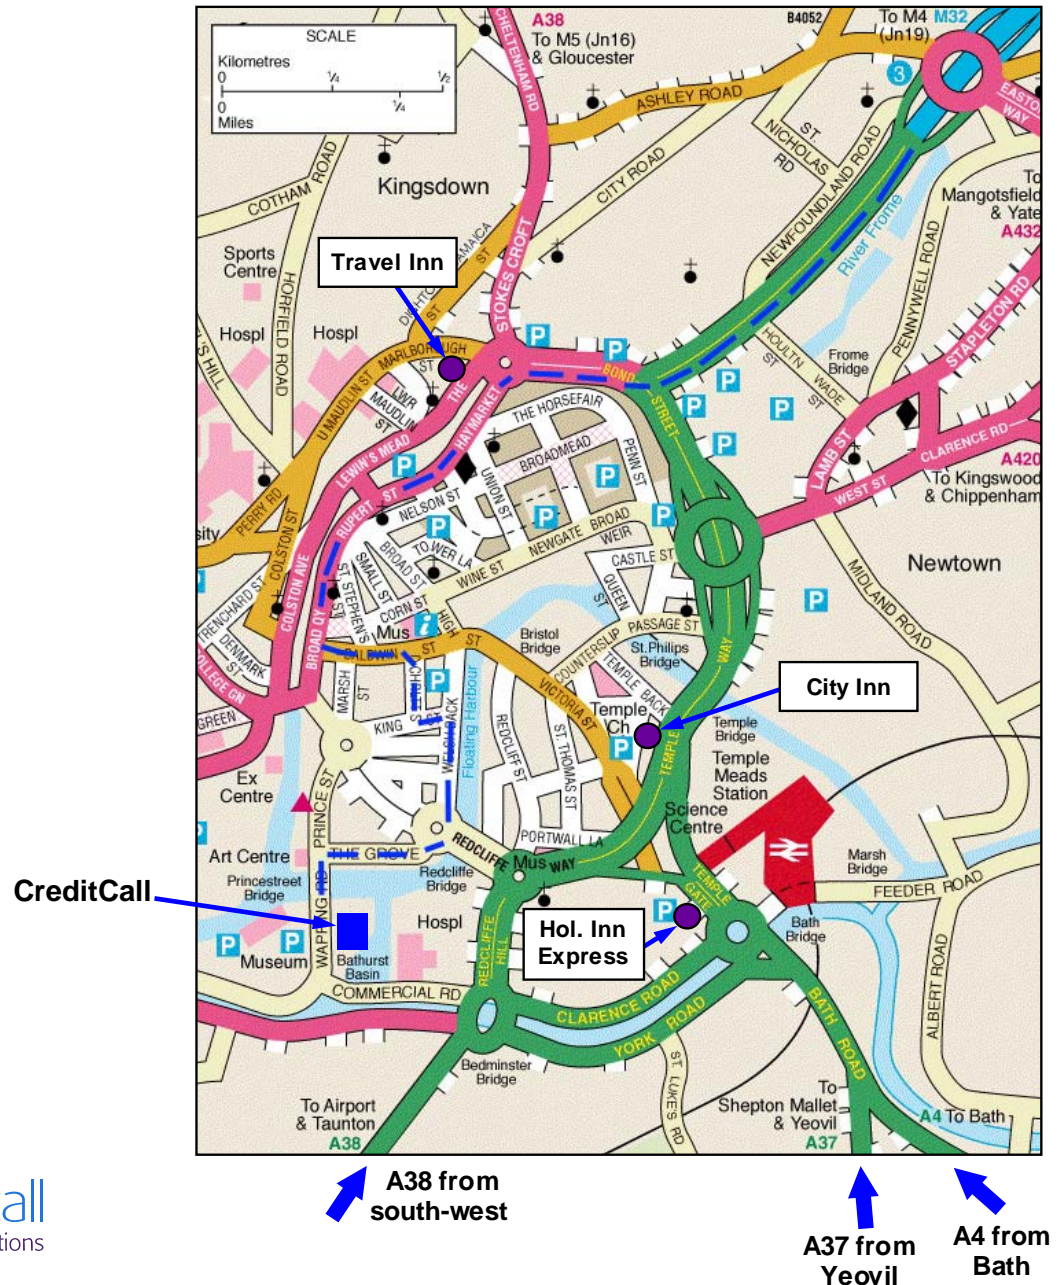 SCALE
Kilometres
0 ¼ ½
0 ¼
Miles
CHELTENHAM RD
A38
To M5 (Jn16)
& Gloucester
B4052
To M4 M32
(Jn19)
3
EASTO
WAY
ASHLEY ROAD
ST.
NICHOLAS
RD
CITY ROAD
NEWFOUNDLAND ROAD
River Frome
To
Mangotsfield
& Yate
A432
COTHAM ROAD
Kingsdown
Sports
Centre
HORFIELD ROAD
Travel Inn
JAMAICA
ST
STOKES CROFT
PENNYWELL ROAD
STAPLETON RD
Hospl
Hospl
'S HILL
ST
MARLBOROUGH
ST
P
P
BOND
STREET
HOULTN
ST
WADE
ST
Frome
Bridge
P
P
P
P
U MAUDLIN ST
LWR
MAUDLIN
ST
THE
HAYMARKET
THE HORSEFAIR
BROADMEAD
PENN ST
UNION ST
P
P
P
P
LEWIN'S MEAD
RUPERT ST
NELSON ST
P
LAMB ST
WEST ST
CLARENCE RD
A420
To Kingswood
& Chippenham
PERRY RD
sity
COLSTON ST
COLSTON AVE
TOWER LA
BROAD ST
SMALL ST
ST. STEPHEN'S
ST
CORN ST
WINE ST
NEWGATE BROAD
WEIR
CASTLE ST
QUEEN
ST
Newtown
MIDLAND ROAD
P
TRENCHARD ST
DENMARK
ST
OLLEGE GN
GREEN
BROAD QY
Mus
i
HIGH
ST
BALDWIN ST
Bristol
Bridge
COUNTERSLIP
PASSAGE ST
St.Philips
Bridge
TEMPLE BACK
WAY
City Inn
MARSH
ST
P
KING ST
WELSH BACK
Floating Harbour
VICTORIA ST
REDCLIFF ST
ST. THOMAS ST
Temple
Ch
P
TEMPLE
Temple
Bridge
Temple
Meads
Station
Ex
Centre
PRINCE ST
Science
Centre
PORTWALL LA
Art Centre
THE GROVE
REDCLIFFE
Mus WAY
Marsh
Bridge
FEEDER ROAD
Princestreet
Bridge
Redcliffe
Bridge
TEMPLE
GATE
Bath
Bridge
CreditCall
WAPPING RD
Hospl
REDCLIFFE
HILL
Hol. Inn
Express
P
P
P
Museum
Bathurst
Basin
COMMERCIAL RD
CLARENCE ROAD
YORK ROAD
BATH ROAD
ALBERT ROAD
Bedminster
Bridge
ST. LUKE'S RD
To Airport
& Taunton
A38
To
Shepton Mallet
& Yeovil
A37
A4 To Bath
all
tions
A38 from
south-west
A37 from
Yeovil
A4 from
Bath